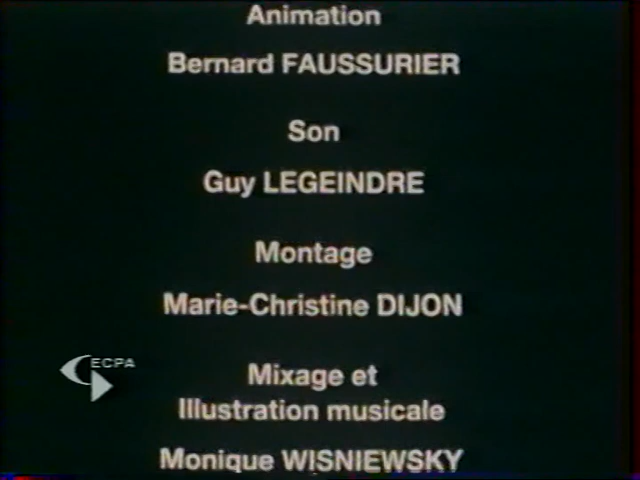 Animation
Bernard FAUSSURIER
Son
Guy LEGEINDRE
Montage
Marie-Christine DIJON
ECPA
Mixage et
Illustration musicale
Monique WISNIEWSKY